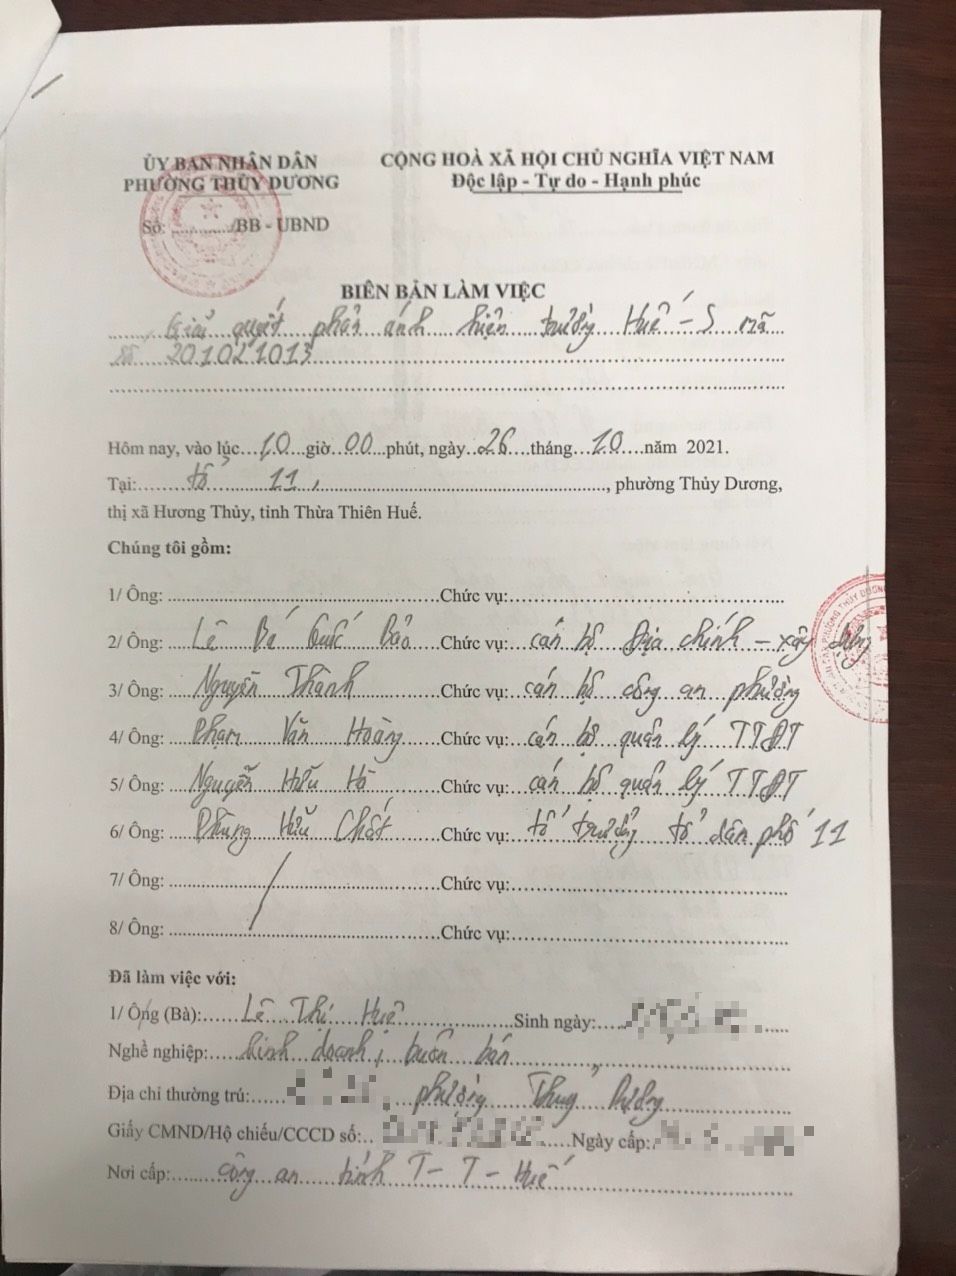 ỦY BAN NHÂN DÂN
PHƯỜNG THỦY DƯƠNG
CỘNG HOÀ XÃ HỘI CHỦ NGHĨA VIỆT NAM
Độc lập - Tự do - Hạnh phúc
Số: ............/BB - UBND
BIÊN BẢN LÀM VIỆC
Giải quyết phản ánh hiện trường Huế - S mã
số 201021013
Hôm nay, vào lúc 10 giờ 00 phút, ngày 26 tháng 10 năm 2021.
Tại: tổ 11, phường Thủy Dương,
thị xã Hương Thủy, tỉnh Thừa Thiên Huế.
Chúng tôi gồm:
1/ Ông: Chức vụ:
2/ Ông: Lê Bá Quốc Bảo Chức vụ: cán bộ Địa chính - xây dựng
3/ Ông: Nguyễn Thành Chức vụ: cán bộ công an phường
4/ Ông: Phạm Văn Hoàng Chức vụ: cán bộ quản lý TTĐT
5/ Ông: Nguyễn Hữu Hà Chức vụ: cán bộ quản lý TTĐT
6/ Ông: Phùng Hữu Chất Chức vụ: tổ trưởng tổ dân phố 11
7/ Ông: Chức vụ:
8/ Ông: Chức vụ:
Đã làm việc với:
1/ Ông (Bà): Lê Thị Huệ Sinh ngày:
Nghề nghiệp: kinh doanh, buôn bán
Địa chỉ thường trú: , phường Thuỷ Dương
Giấy CMND/Hộ chiếu/CCCD số: Ngày cấp:
Nơi cấp: công an tỉnh T - T - Huế